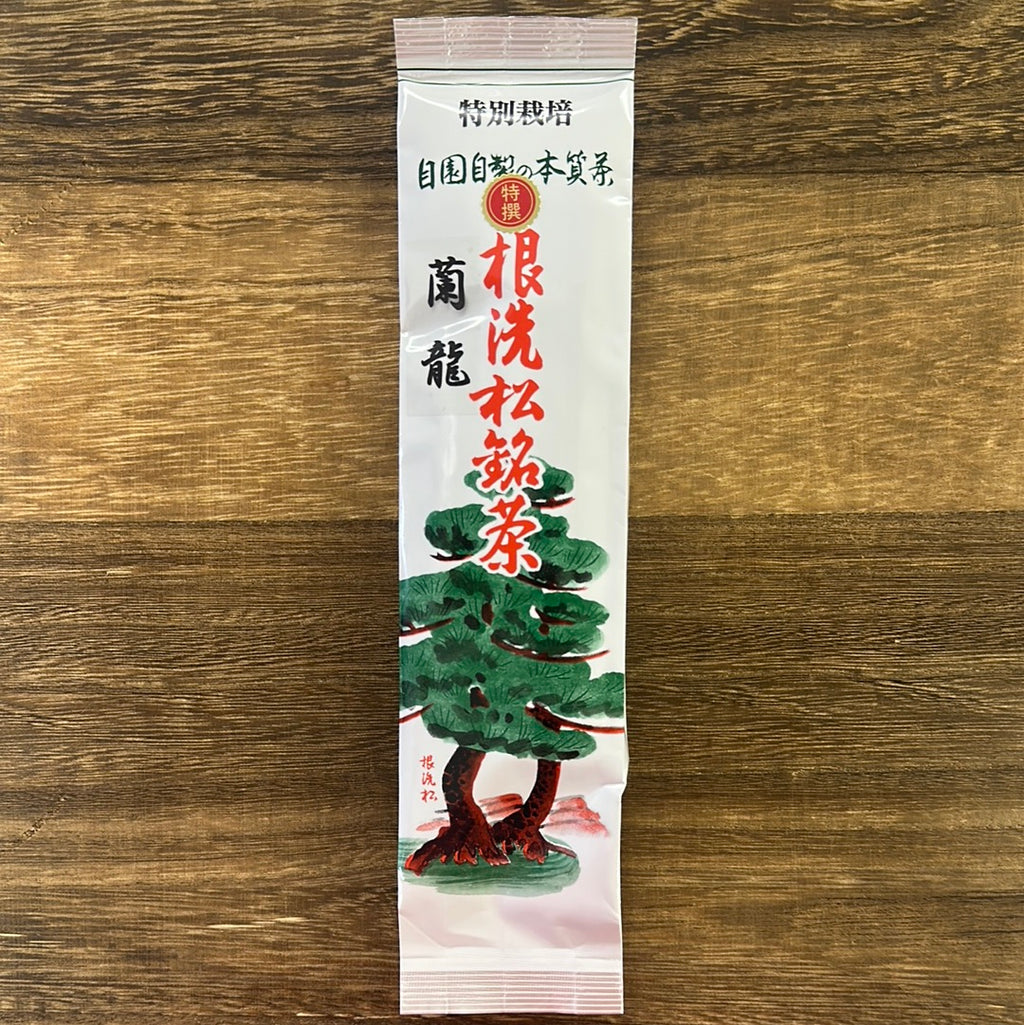 特別栽培
自園自製の本質茶
特撰
根洗松銘茶
蘭龍
根洗松